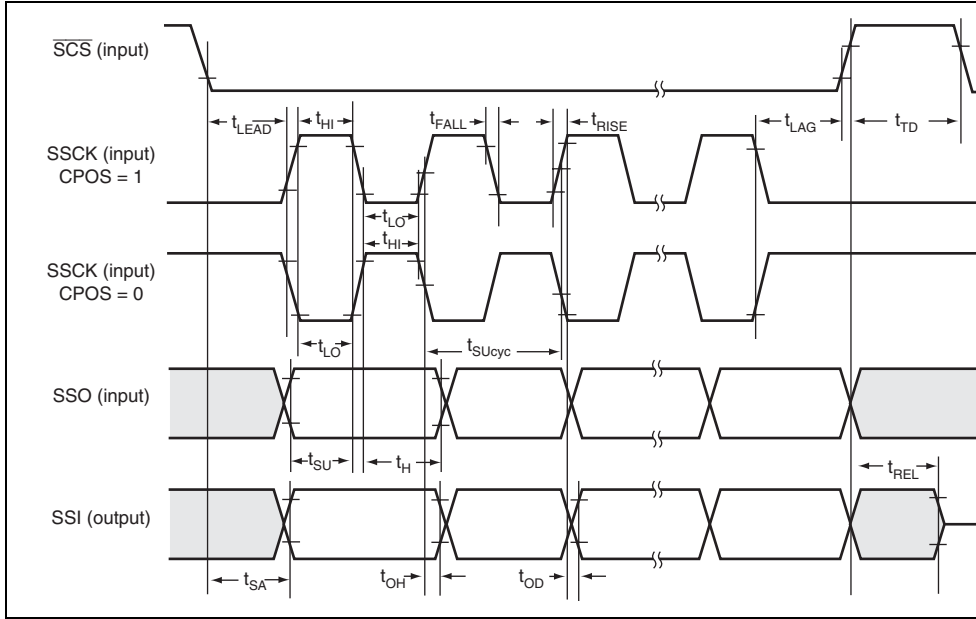 SCS (input)
tLEAD
tHI
tFALL
tRISE
tLAG
tTD
SSCK (input)
CPOS = 1
tLO
tHI
SSCK (input)
CPOS = 0
tLO
tSUcyc
SSO (input)
tSU
tH
tREL
SSI (output)
tSA
tOH
tOD